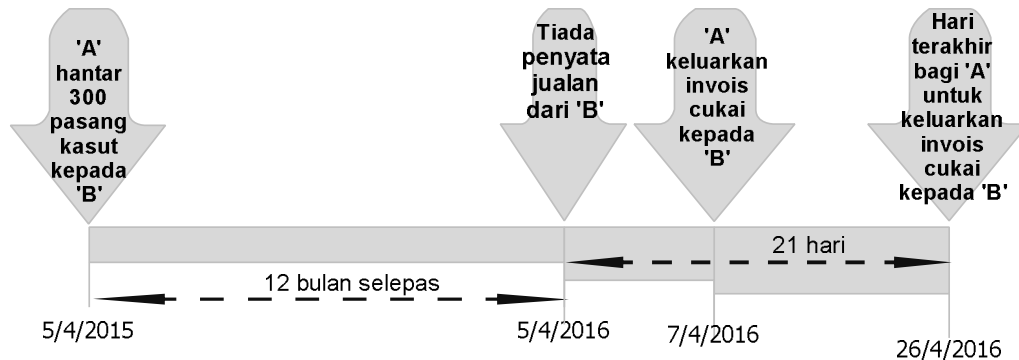 'A'
hantar
300
pasang
kasut
kepada
'B'
Tiada
penyata
jualan
dari 'B'
'A'
keluarkan
invois
cukai
kepada
'B'
Hari
terakhir
bagi 'A'
untuk
keluarkan
invois
cukai
kepada 'B'
21 hari
12 bulan selepas
5/4/2015
5/4/2016
7/4/2016
26/4/2016